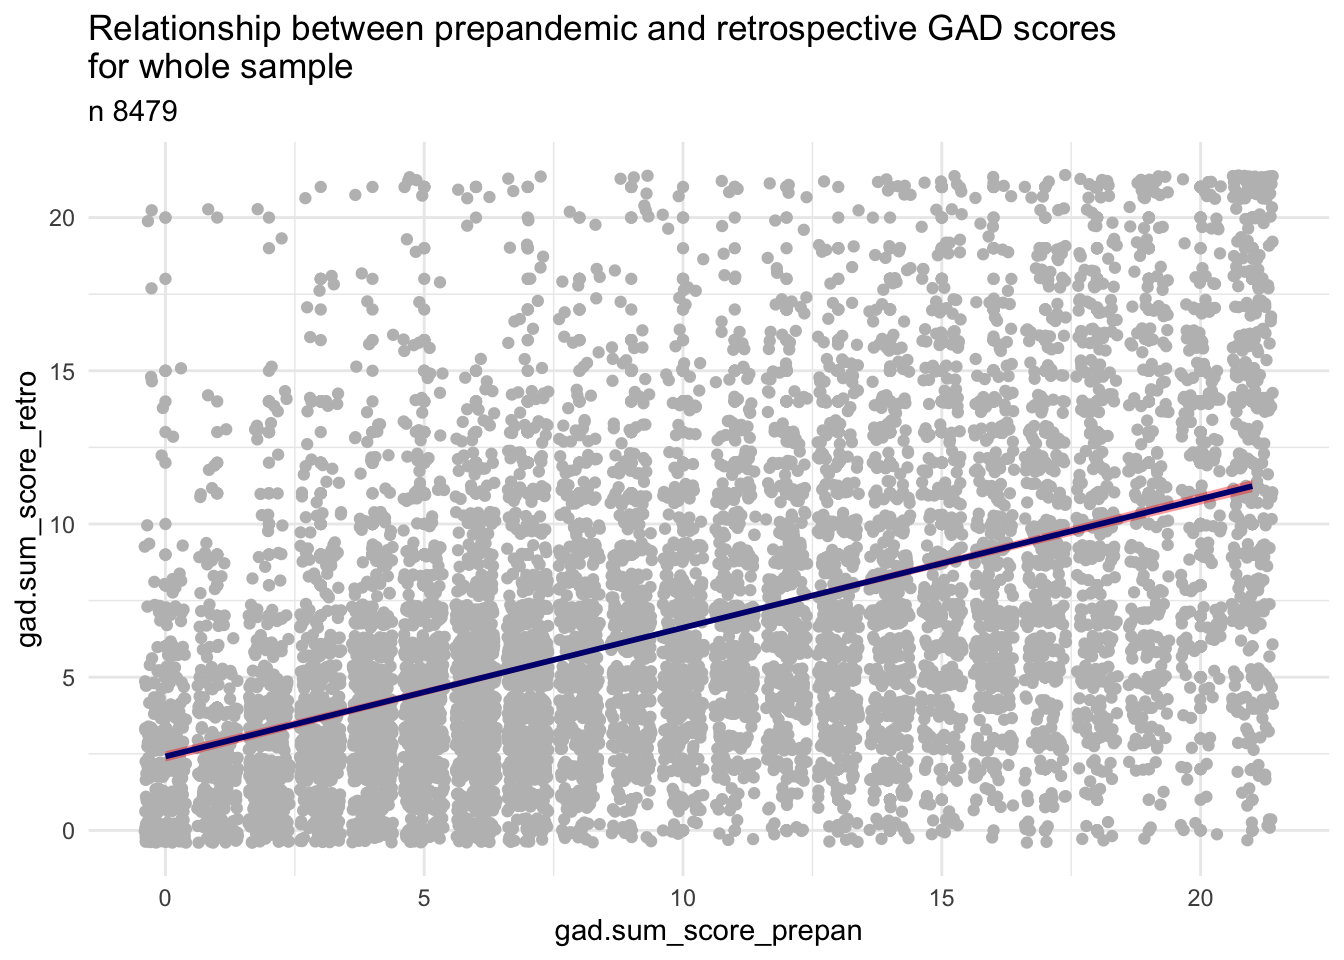 Relationship between prepandemic and retrospective GAD scores
for whole sample
n 8479
gad.sum_score_retro
20
15
10
5
0
0 5 10 15 20
gad.sum_score_prepan